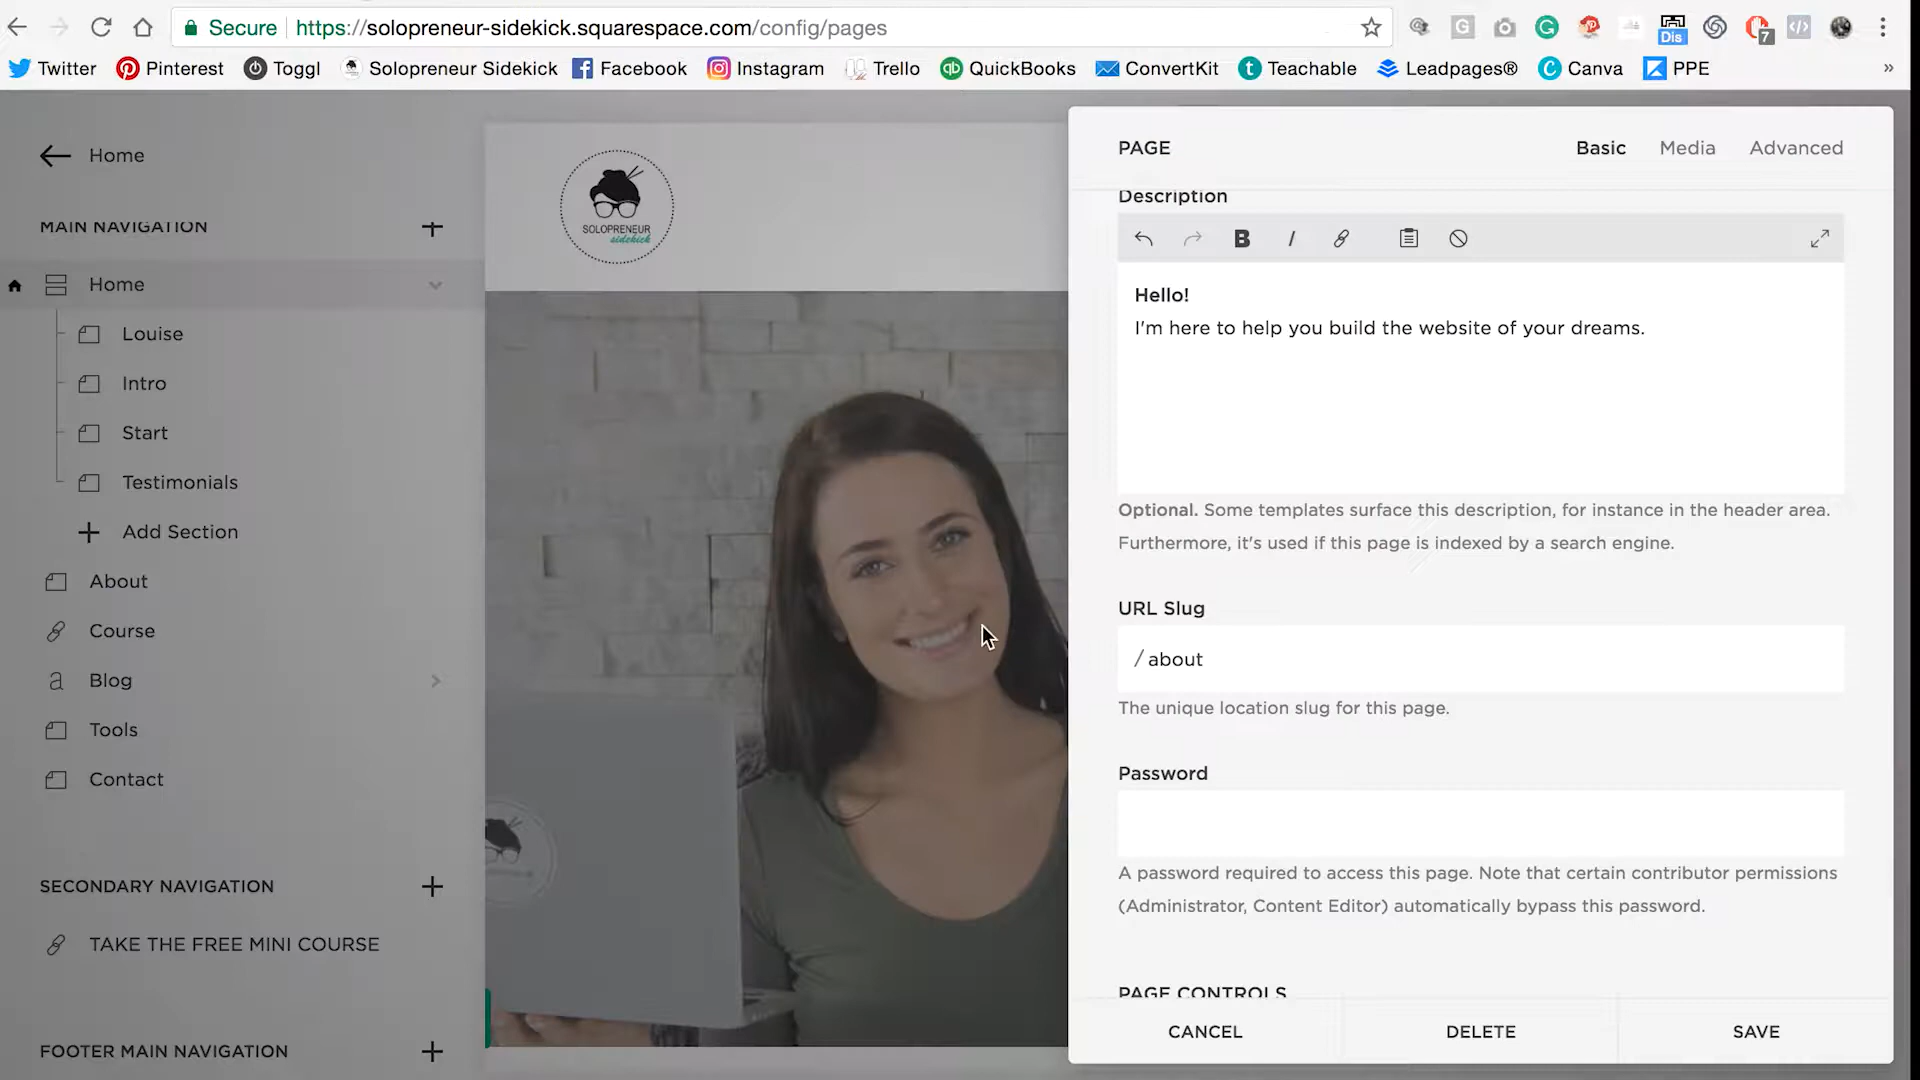 Secure https://solopreneur-sidekick.squarespace.com/config/pages
Dis
7
Twitter Pinterest Toggl Solopreneur Sidekick Facebook Instagram Trello QuickBooks ConvertKit Teachable Leadpages® Canva PPE »
Home
MAIN NAVIGATION
Home
Louise
Intro
Start
Testimonials
Add Section
About
Course
Blog
Tools
Contact
SECONDARY NAVIGATION
TAKE THE FREE MINI COURSE
FOOTER MAIN NAVIGATION
SOLOPRENEUR
sidekick
PAGE Basic Media Advanced
Description
Hello!
I'm here to help you build the website of your dreams.
Optional. Some templates surface this description, for instance in the header area.
Furthermore, it's used if this page is indexed by a search engine.
URL Slug
/ about
The unique location slug for this page.
Password
A password required to access this page. Note that certain contributor permissions
(Administrator, Content Editor) automatically bypass this password.
PAGE CONTROLS
CANCEL DELETE SAVE